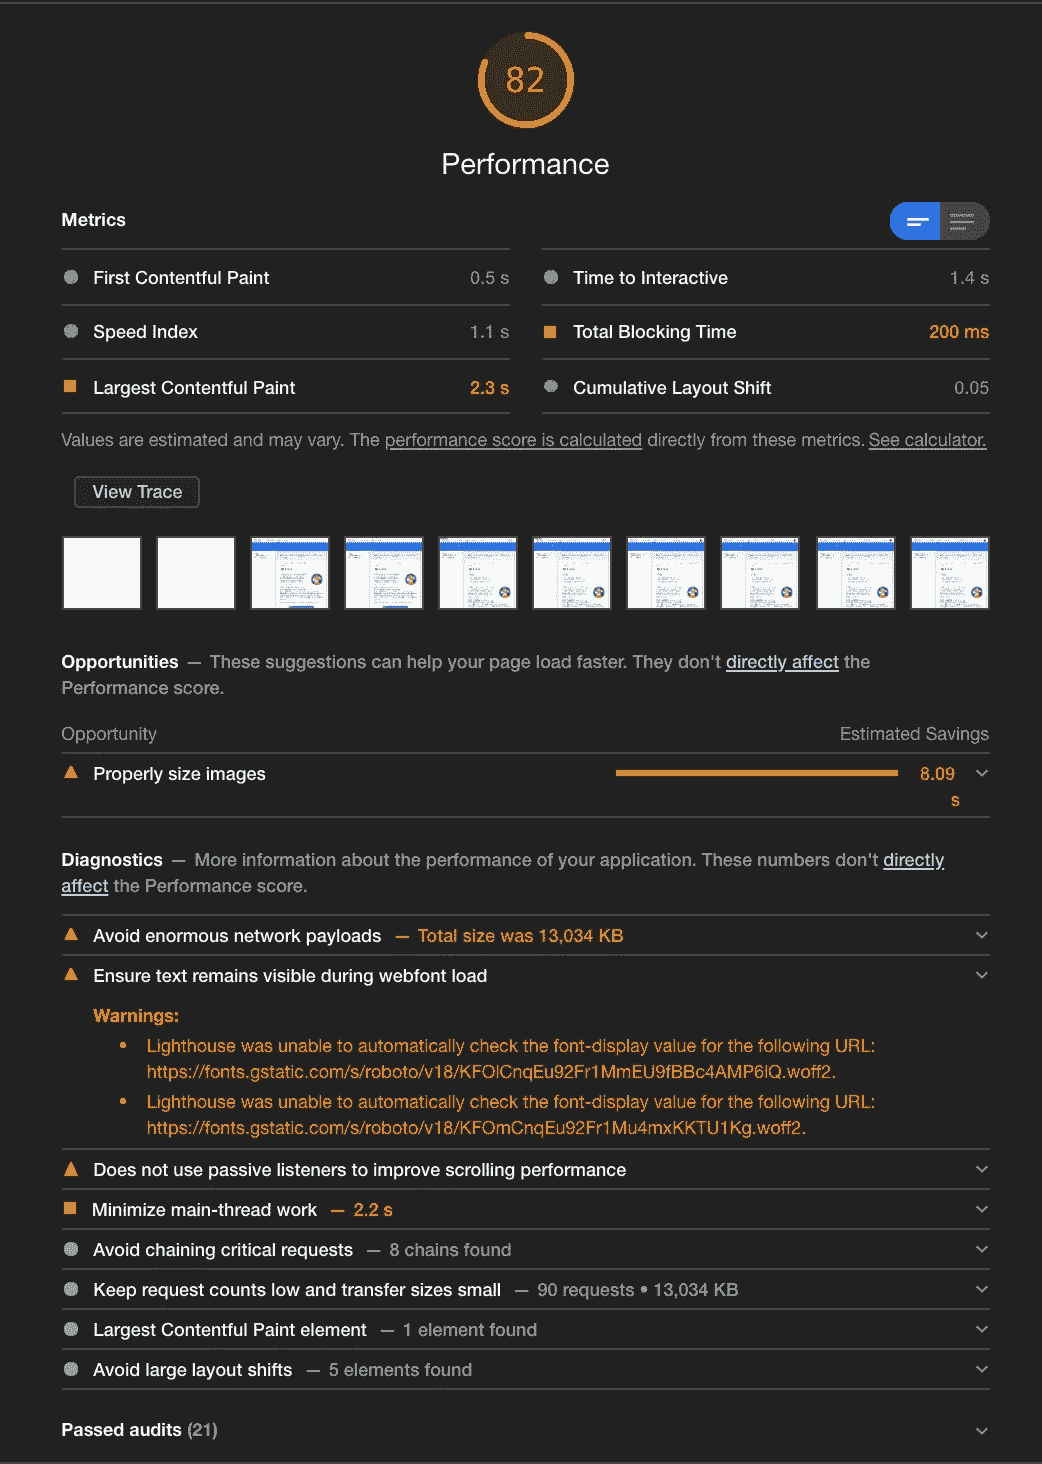 82
Performance
Metrics
First Contentful Paint 0.5 s
Time to Interactive 1.4 s
Speed Index 1.1 s
Total Blocking Time 200 ms
Largest Contentful Paint 2.3 s
Cumulative Layout Shift 0.05
Values are estimated and may vary. The performance score is calculated directly from these metrics. See calculator.
View Trace
Opportunities — These suggestions can help your page load faster. They don't directly affect the
Performance score.
Opportunity Estimated Savings
Properly size images 8.09
s
Diagnostics — More information about the performance of your application. These numbers don't directly
affect the Performance score.
Avoid enormous network payloads — Total size was 13,034 KB
Ensure text remains visible during webfont load
Warnings:
• Lighthouse was unable to automatically check the font-display value for the following URL:
https://fonts.gstatic.com/s/roboto/v18/KFOlCnqEu92Fr1MmEU9fBBc4AMP6lQ.woff2.
• Lighthouse was unable to automatically check the font-display value for the following URL:
https://fonts.gstatic.com/s/roboto/v18/KFOmCnqEu92Fr1Mu4mxKKTU1Kg.woff2.
Does not use passive listeners to improve scrolling performance
Minimize main-thread work — 2.2 s
Avoid chaining critical requests — 8 chains found
Keep request counts low and transfer sizes small — 90 requests • 13,034 KB
Largest Contentful Paint element — 1 element found
Avoid large layout shifts — 5 elements found
Passed audits (21)